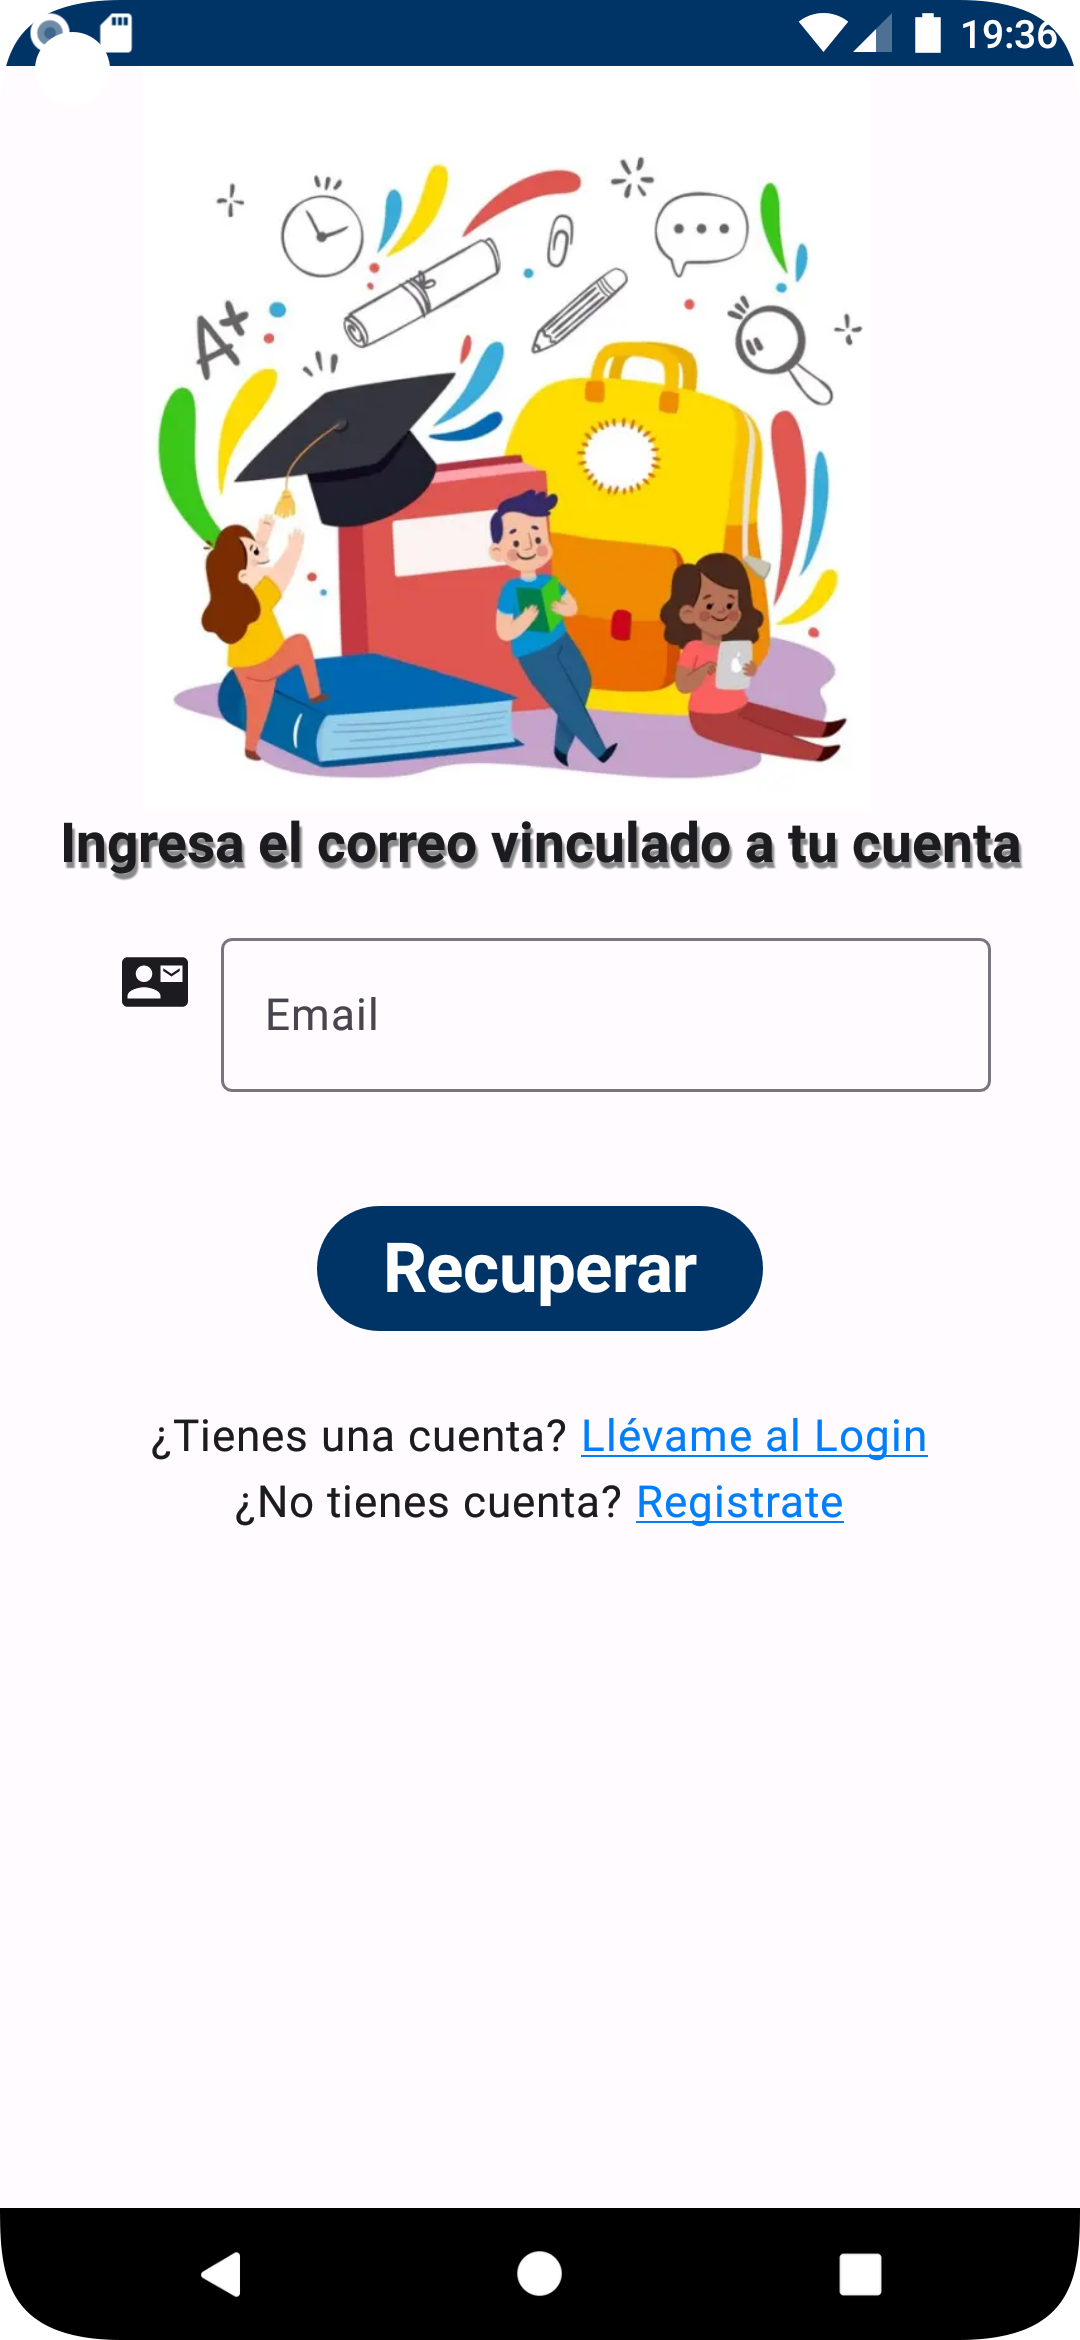 19:36
A+
Ingresa el correo vinculado a tu cuenta
Email
Recuperar
¿Tienes una cuenta? Llévame al Login
¿No tienes cuenta? Registrate